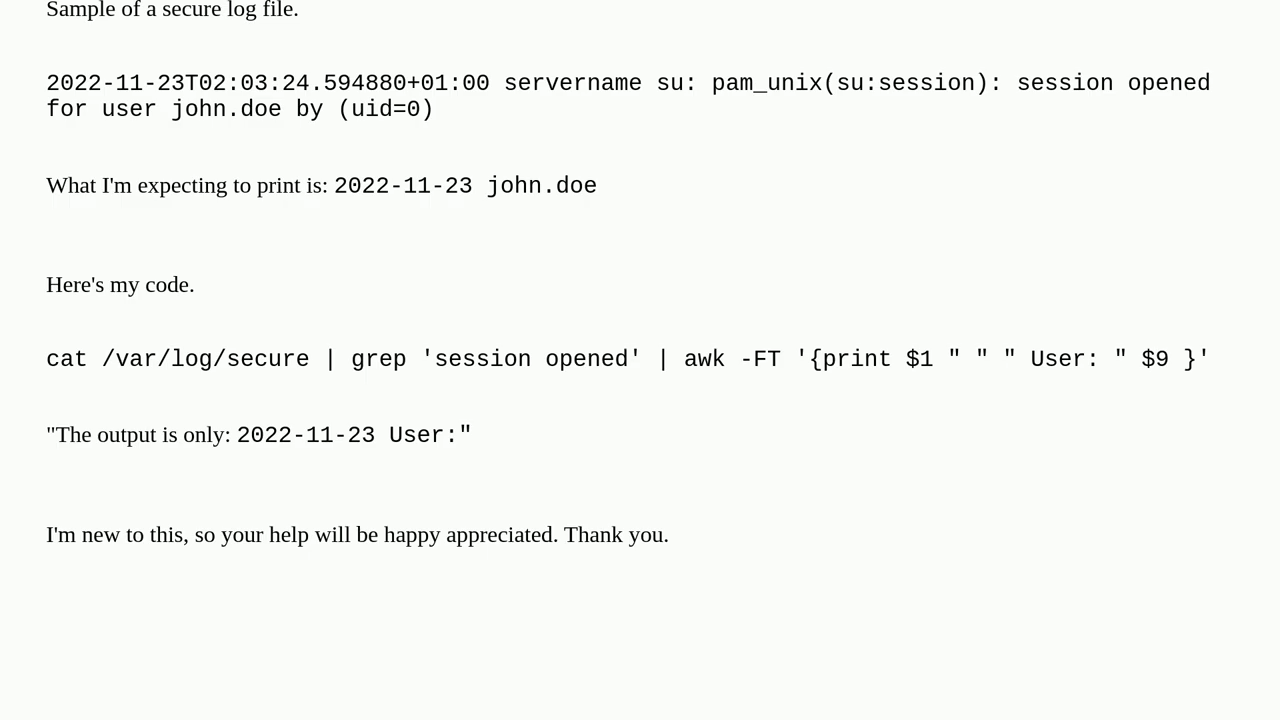 Sample of a secure log file.
2022-11-23T02:03:24.594880+01:00 servername su: pam_unix(su:session): session opened
for user john.doe by (uid=0)
What I'm expecting to print is: 2022-11-23 john.doe
Here's my code.
cat /var/log/secure | grep 'session opened' | awk -FT '{print $1 " " " User: " $9 }'
"The output is only: 2022-11-23 User:"
I'm new to this, so your help will be happy appreciated. Thank you.